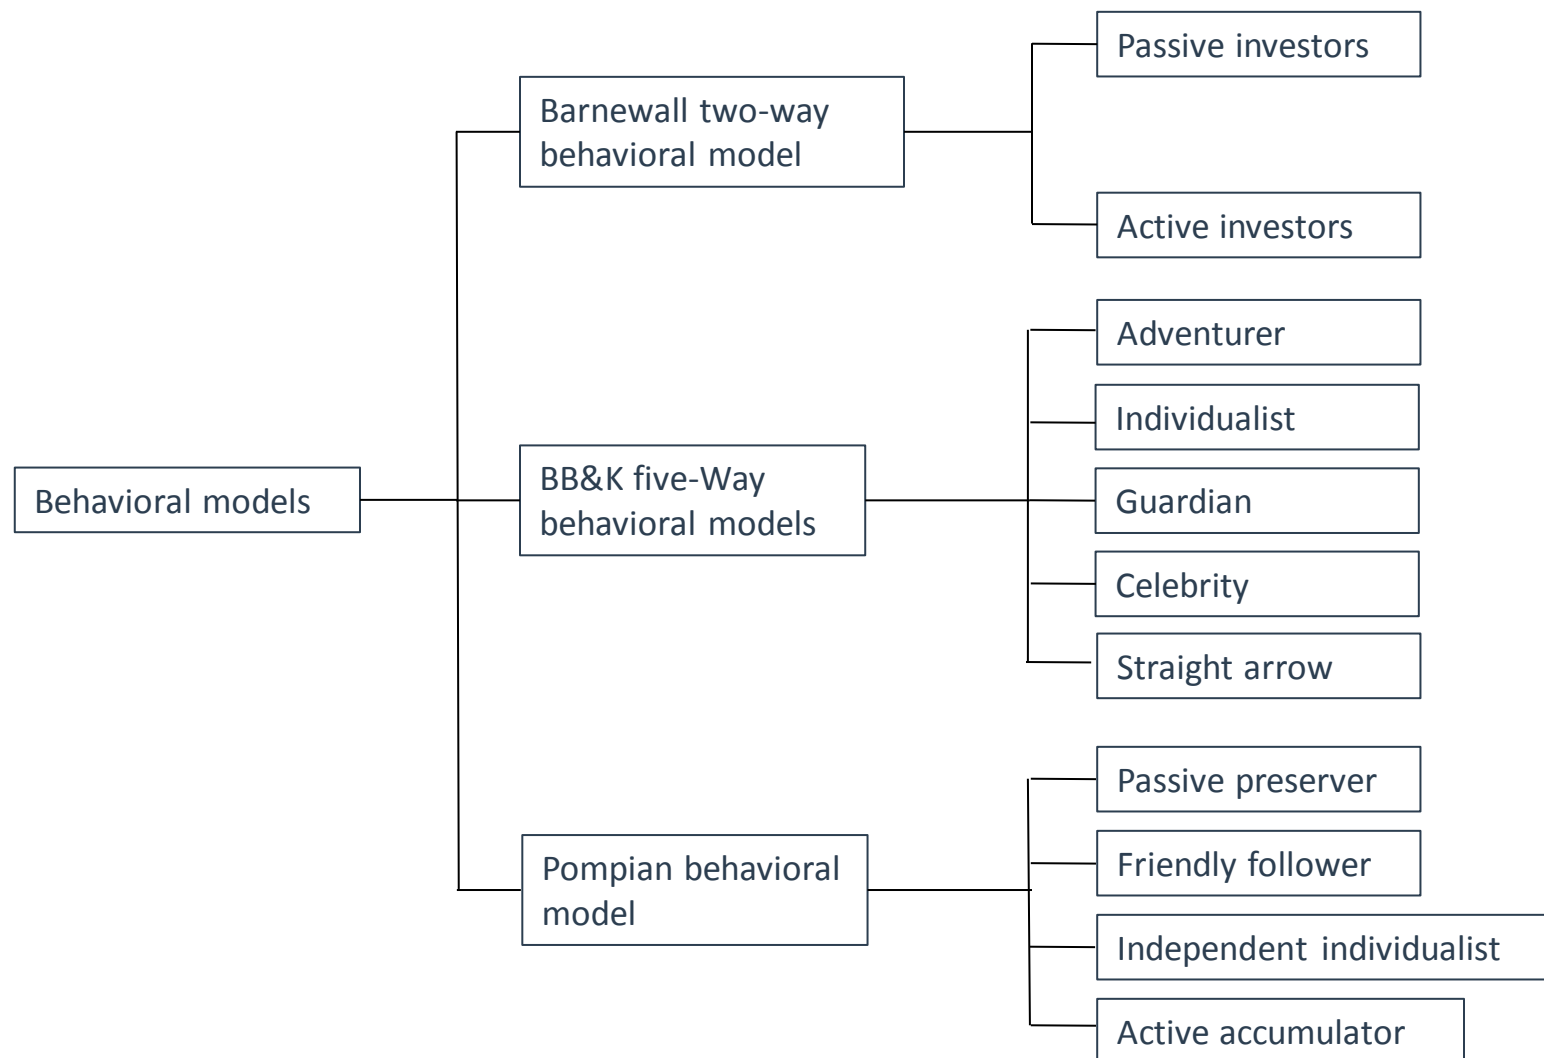 Behavioral models
Barnewall two-way
behavioral model
Passive investors
Active investors
BB&K five-Way
behavioral models
Adventurer
Individualist
Guardian
Celebrity
Straight arrow
Pompian behavioral
model
Passive preserver
Friendly follower
Independent individualist
Active accumulator